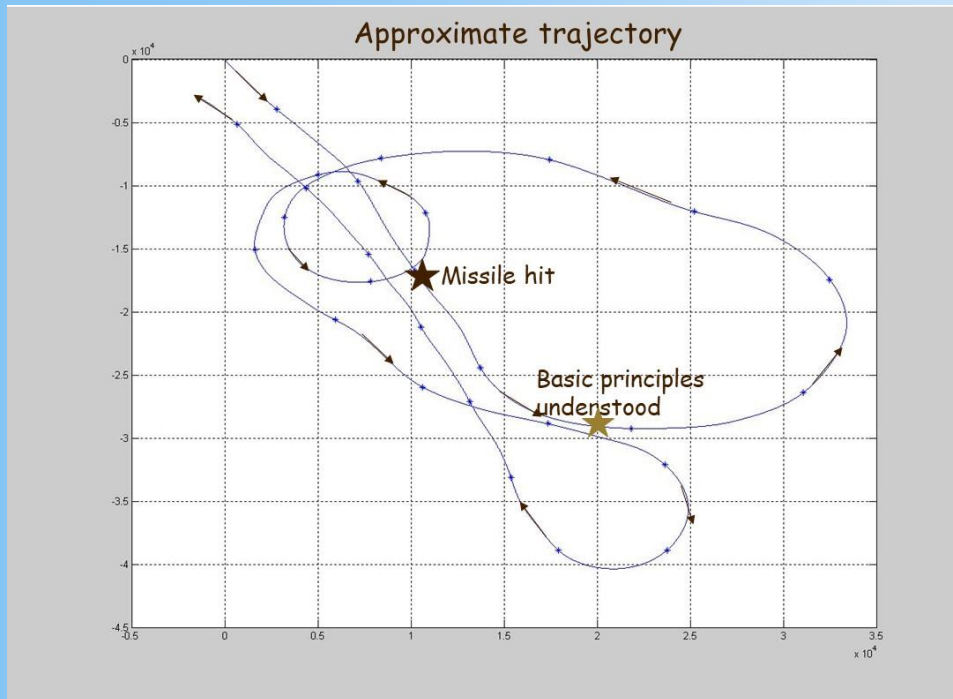 Approximate trajectory
x 10⁴
0
-0.5
-1
-1.5
Missile hit
-2
-2.5
Basic principles
understood
-3
-3.5
-4
-4.5
-0.5 0 0.5 1 1.5 2 2.5 3 3.5
x 10⁴